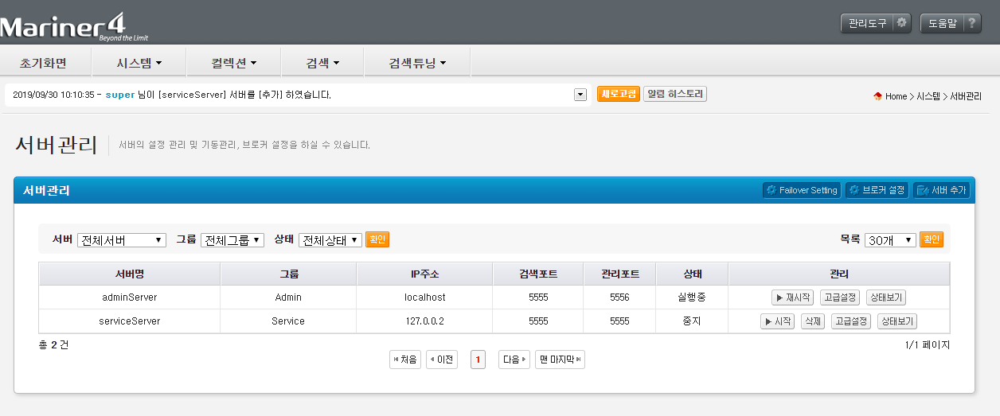 Mariner4
Beyond the Limit
관리도구 도움말 ?
초기화면 시스템 컬렉션 검색 검색튜닝
2019/09/30 10:10:35 - super 님이 [serviceServer] 서버를 [추가] 하였습니다. 새로고침 알림 히스토리 Home > 시스템 > 서버관리
서버관리 서버의 설정 관리 및 기동관리, 브로커 설정을 하실 수 있습니다.
서버관리 Failover Setting 브로커 설정 서버 추가
서버 전체서버 그룹 전체그룹 상태 전체상태 확인 목록 30개 확인
서버명 그룹 IP주소 검색포트 관리포트 상태 관리
adminServer Admin localhost 5555 5556 실행중 재시작 고급설정 상태보기
serviceServer Service 127.0.0.2 5555 5555 중지 시작 삭제 고급설정 상태보기
총 2 건 1/1 페이지
처음 이전 1 다음 맨 마지막